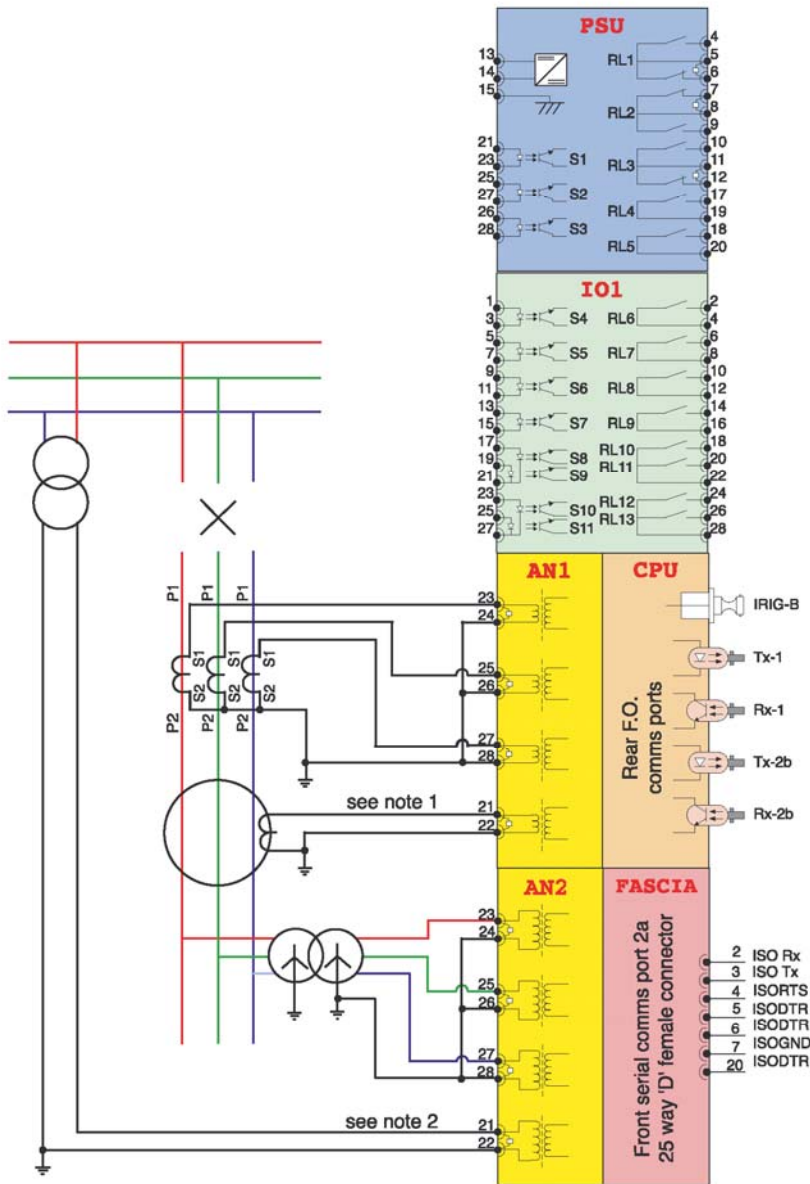 PSU
13
14
15
21
23
25
27
26
28
S1
S2
S3
RL1
RL2
RL3
RL4
RL5
4
5
6
7
8
9
10
11
12
17
19
18
20
IO1
1
3
5
7
9
11
13
15
17
19
21
23
25
27
S4
S5
S6
S7
S8
S9
S10
S11
RL6
RL7
RL8
RL9
RL10
RL11
RL12
RL13
2
4
6
8
10
12
14
16
18
20
22
24
26
28
P1
P1
P1
S1
S1
S1
S2
S2
S2
P2
P2
P2
AN1
23
24
25
26
27
28
see note 1
21
22
CPU
Rear F.O.
comms ports
IRIG-B
Tx-1
Rx-1
Tx-2b
Rx-2b
AN2
23
24
25
26
27
28
see note 2
21
22
FASCIA
Front serial comms port 2a
25 way 'D' female connector
2 ISO Rx
3 ISO Tx
4 ISORTS
5 ISODTR
6 ISODTR
7 ISOGND
20 ISODTR